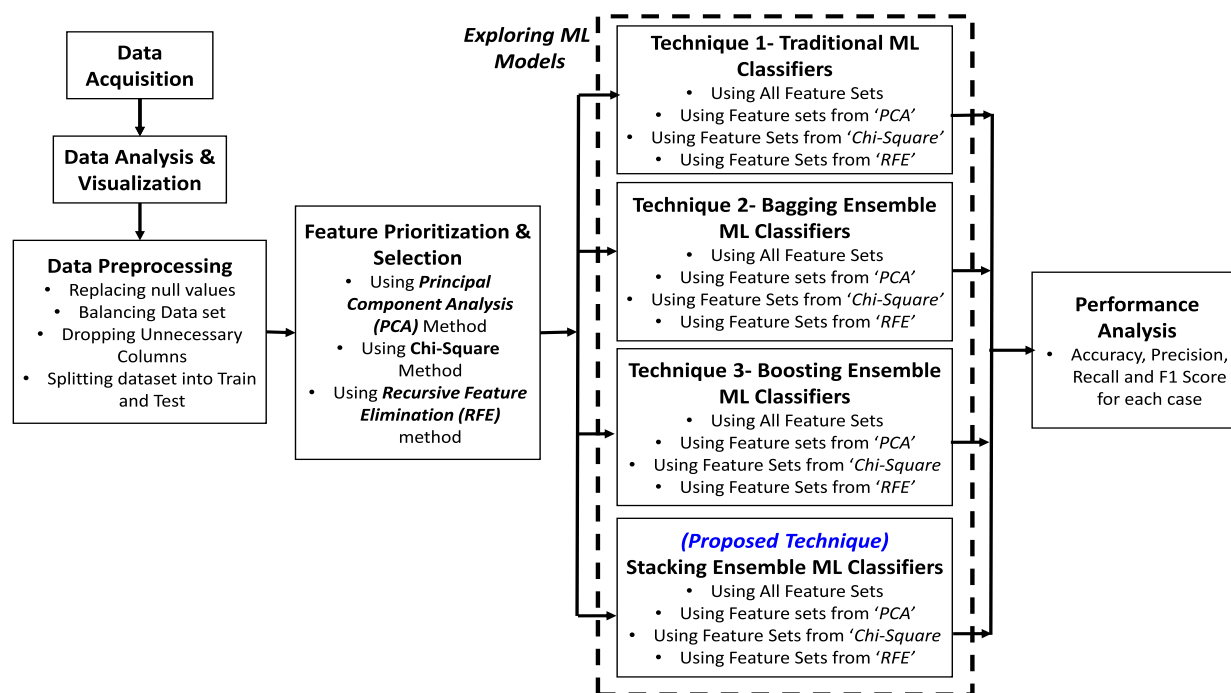 Data
Acquisition
Data Analysis &
Visualization
Data Preprocessing
• Replacing null values
• Balancing Data set
• Dropping Unnecessary
Columns
• Splitting dataset into Train
and Test
Feature Prioritization &
Selection
• Using Principal
Component Analysis
(PCA) Method
• Using Chi-Square
Method
• Using Recursive Feature
Elimination (RFE)
method
Exploring ML
Models
Technique 1- Traditional ML
Classifiers
• Using All Feature Sets
• Using Feature sets from ‘PCA’
• Using Feature Sets from ‘Chi-Square’
• Using Feature Sets from ‘RFE’
Technique 2- Bagging Ensemble
ML Classifiers
• Using All Feature Sets
• Using Feature sets from ‘PCA’
• Using Feature Sets from ‘Chi-Square’
• Using Feature Sets from ‘RFE’
Technique 3- Boosting Ensemble
ML Classifiers
• Using All Feature Sets
• Using Feature sets from ‘PCA’
• Using Feature Sets from ‘Chi-Square
• Using Feature Sets from ‘RFE’
(Proposed Technique)
Stacking Ensemble ML Classifiers
• Using All Feature Sets
• Using Feature sets from ‘PCA’
• Using Feature Sets from ‘Chi-Square
• Using Feature Sets from ‘RFE’
Performance
Analysis
• Accuracy, Precision,
Recall and F1 Score
for each case